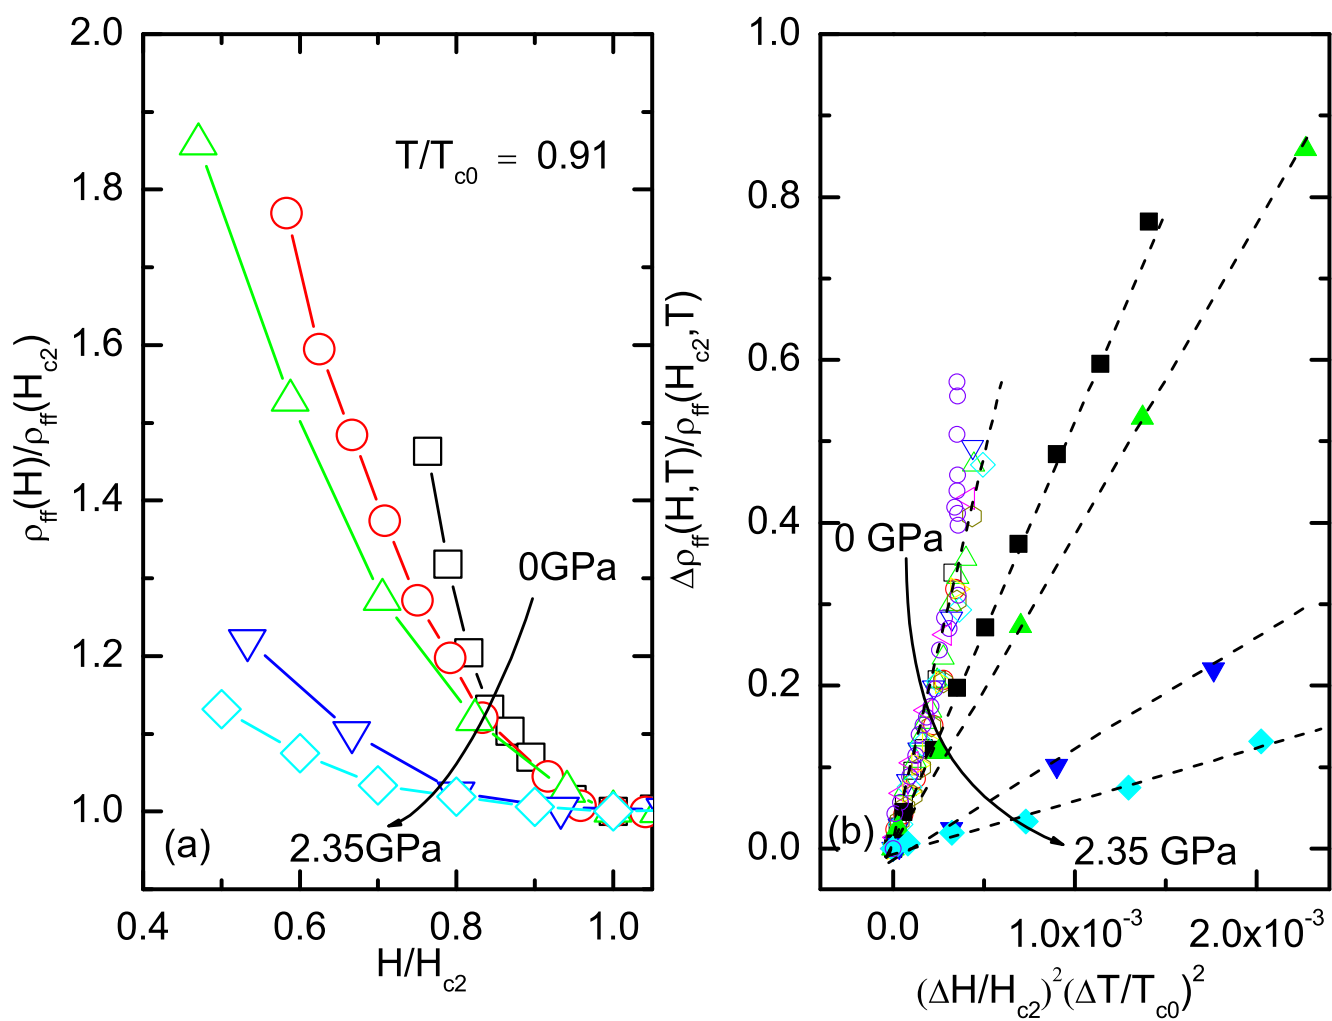 2.0
1.8
1.6
1.4
1.2
1.0
ρff(H)/ρff(Hc2)
T/Tc0 = 0.91
0GPa
2.35GPa
(a)
0.4 0.6 0.8 1.0
H/Hc2
1.0
0.8
0.6
0.4
0.2
0.0
Δρff(H,T)/ρff(Hc2,T)
0 GPa
2.35 GPa
(b)
0.0 1.0x10-3 2.0x10-3
(ΔH/Hc2)2(ΔT/Tc0)2